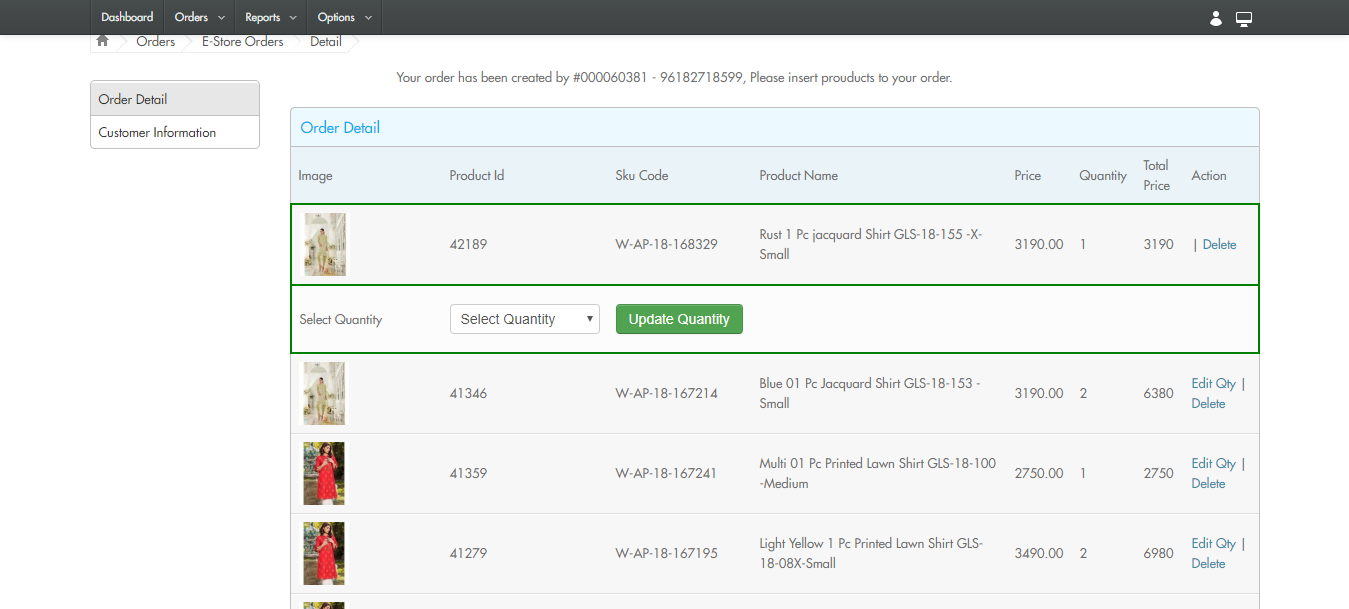 Dashboard Orders Reports Options
Orders E-Store Orders Detail
Your order has been created by #000060381 - 96182718599, Please insert prouducts to your order.
Order Detail
Customer Information
Order Detail
Image Product Id Sku Code Product Name Price Quantity Total Price Action
42189 W-AP-18-168329 Rust 1 Pc jacquard Shirt GLS-18-155 -X-
Small 3190.00 1 3190 | Delete
Select Quantity Select Quantity Update Quantity
41346 W-AP-18-167214 Blue 01 Pc Jacquard Shirt GLS-18-153 -
Small 3190.00 2 6380 Edit Qty |
Delete
41359 W-AP-18-167241 Multi 01 Pc Printed Lawn Shirt GLS-18-100
-Medium 2750.00 1 2750 Edit Qty |
Delete
41279 W-AP-18-167195 Light Yellow 1 Pc Printed Lawn Shirt GLS-
18-08X-Small 3490.00 2 6980 Edit Qty |
Delete